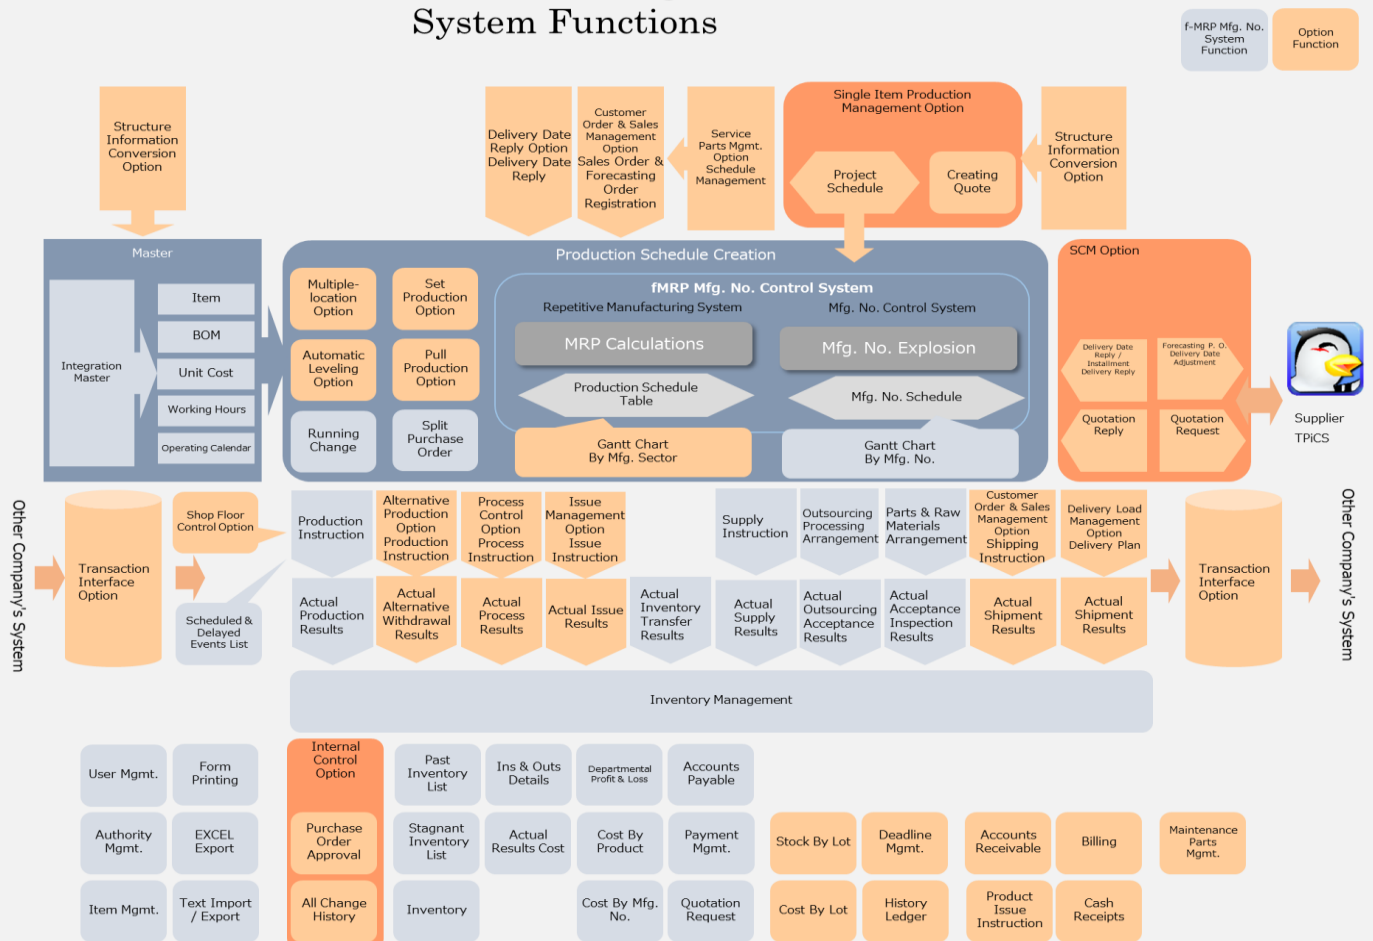 System Functions
f-MRP Mfg. No.
System
Function
Option
Function
Structure
Information
Conversion
Option
Delivery Date
Reply Option
Delivery Date
Reply
Customer
Order & Sales
Management
Option
Sales Order &
Forecasting
Order
Registration
Service
Parts Mgmt.
Option
Schedule
Management
Single Item Production
Management Option
Project
Schedule
Creating
Quote
Structure
Information
Conversion
Option
Master
Integration
Master
Item
BOM
Unit Cost
Working Hours
Operating Calendar
Production Schedule Creation
Multiple-
location
Option
Set
Production
Option
Automatic
Leveling
Option
Pull
Production
Option
Running
Change
Split
Purchase
Order
fMRP Mfg. No. Control System
Repetitive Manufacturing System
Mfg. No. Control System
MRP Calculations
Mfg. No. Explosion
Production Schedule
Table
Mfg. No. Schedule
Gantt Chart
By Mfg. Sector
Gantt Chart
By Mfg. No.
SCM Option
Delivery Date
Reply /
Installment
Delivery Reply
Forecasting P. O.
Delivery Date
Adjustment
Quotation
Reply
Quotation
Request
Supplier
TPiCS
Other Company's System
Transaction
Interface
Option
Shop Floor
Control Option
Scheduled &
Delayed
Events List
Production
Instruction
Alternative
Production
Option
Production
Instruction
Process
Control
Option
Process
Instruction
Issue
Management
Option
Issue
Instruction
Supply
Instruction
Outsourcing
Processing
Arrangement
Parts & Raw
Materials
Arrangement
Customer
Order & Sales
Management
Option
Shipping
Instruction
Delivery Load
Management
Option
Delivery Plan
Actual
Production
Results
Actual
Alternative
Withdrawal
Results
Actual
Process
Results
Actual Issue
Results
Actual
Inventory
Transfer
Results
Actual
Supply
Results
Actual
Outsourcing
Acceptance
Results
Actual
Acceptance
Inspection
Results
Actual
Shipment
Results
Actual
Shipment
Results
Transaction
Interface
Option
Other Company's System
Inventory Management
User Mgmt.
Form
Printing
Internal
Control
Option
Past
Inventory
List
Ins & Outs
Details
Departmental
Profit & Loss
Accounts
Payable
Authority
Mgmt.
EXCEL
Export
Purchase
Order
Approval
Stagnant
Inventory
List
Actual
Results Cost
Cost By
Product
Payment
Mgmt.
Stock By Lot
Deadline
Mgmt.
Accounts
Receivable
Billing
Maintenance
Parts
Mgmt.
Item Mgmt.
Text Import
/ Export
All Change
History
Inventory
Cost By Mfg.
No.
Quotation
Request
Cost By Lot
History
Ledger
Product
Issue
Instruction
Cash
Receipts